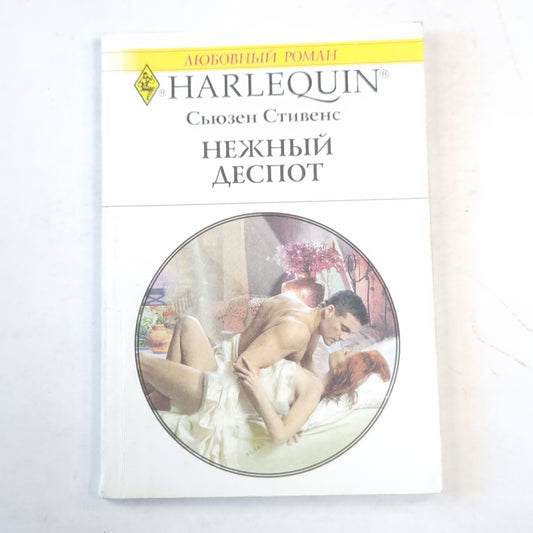 ЛЮБОВНЫЙ РОМАН
® HARLEQUIN®
Сьюзен Стивенс
НЕЖНЫЙ
ДЕСПОТ